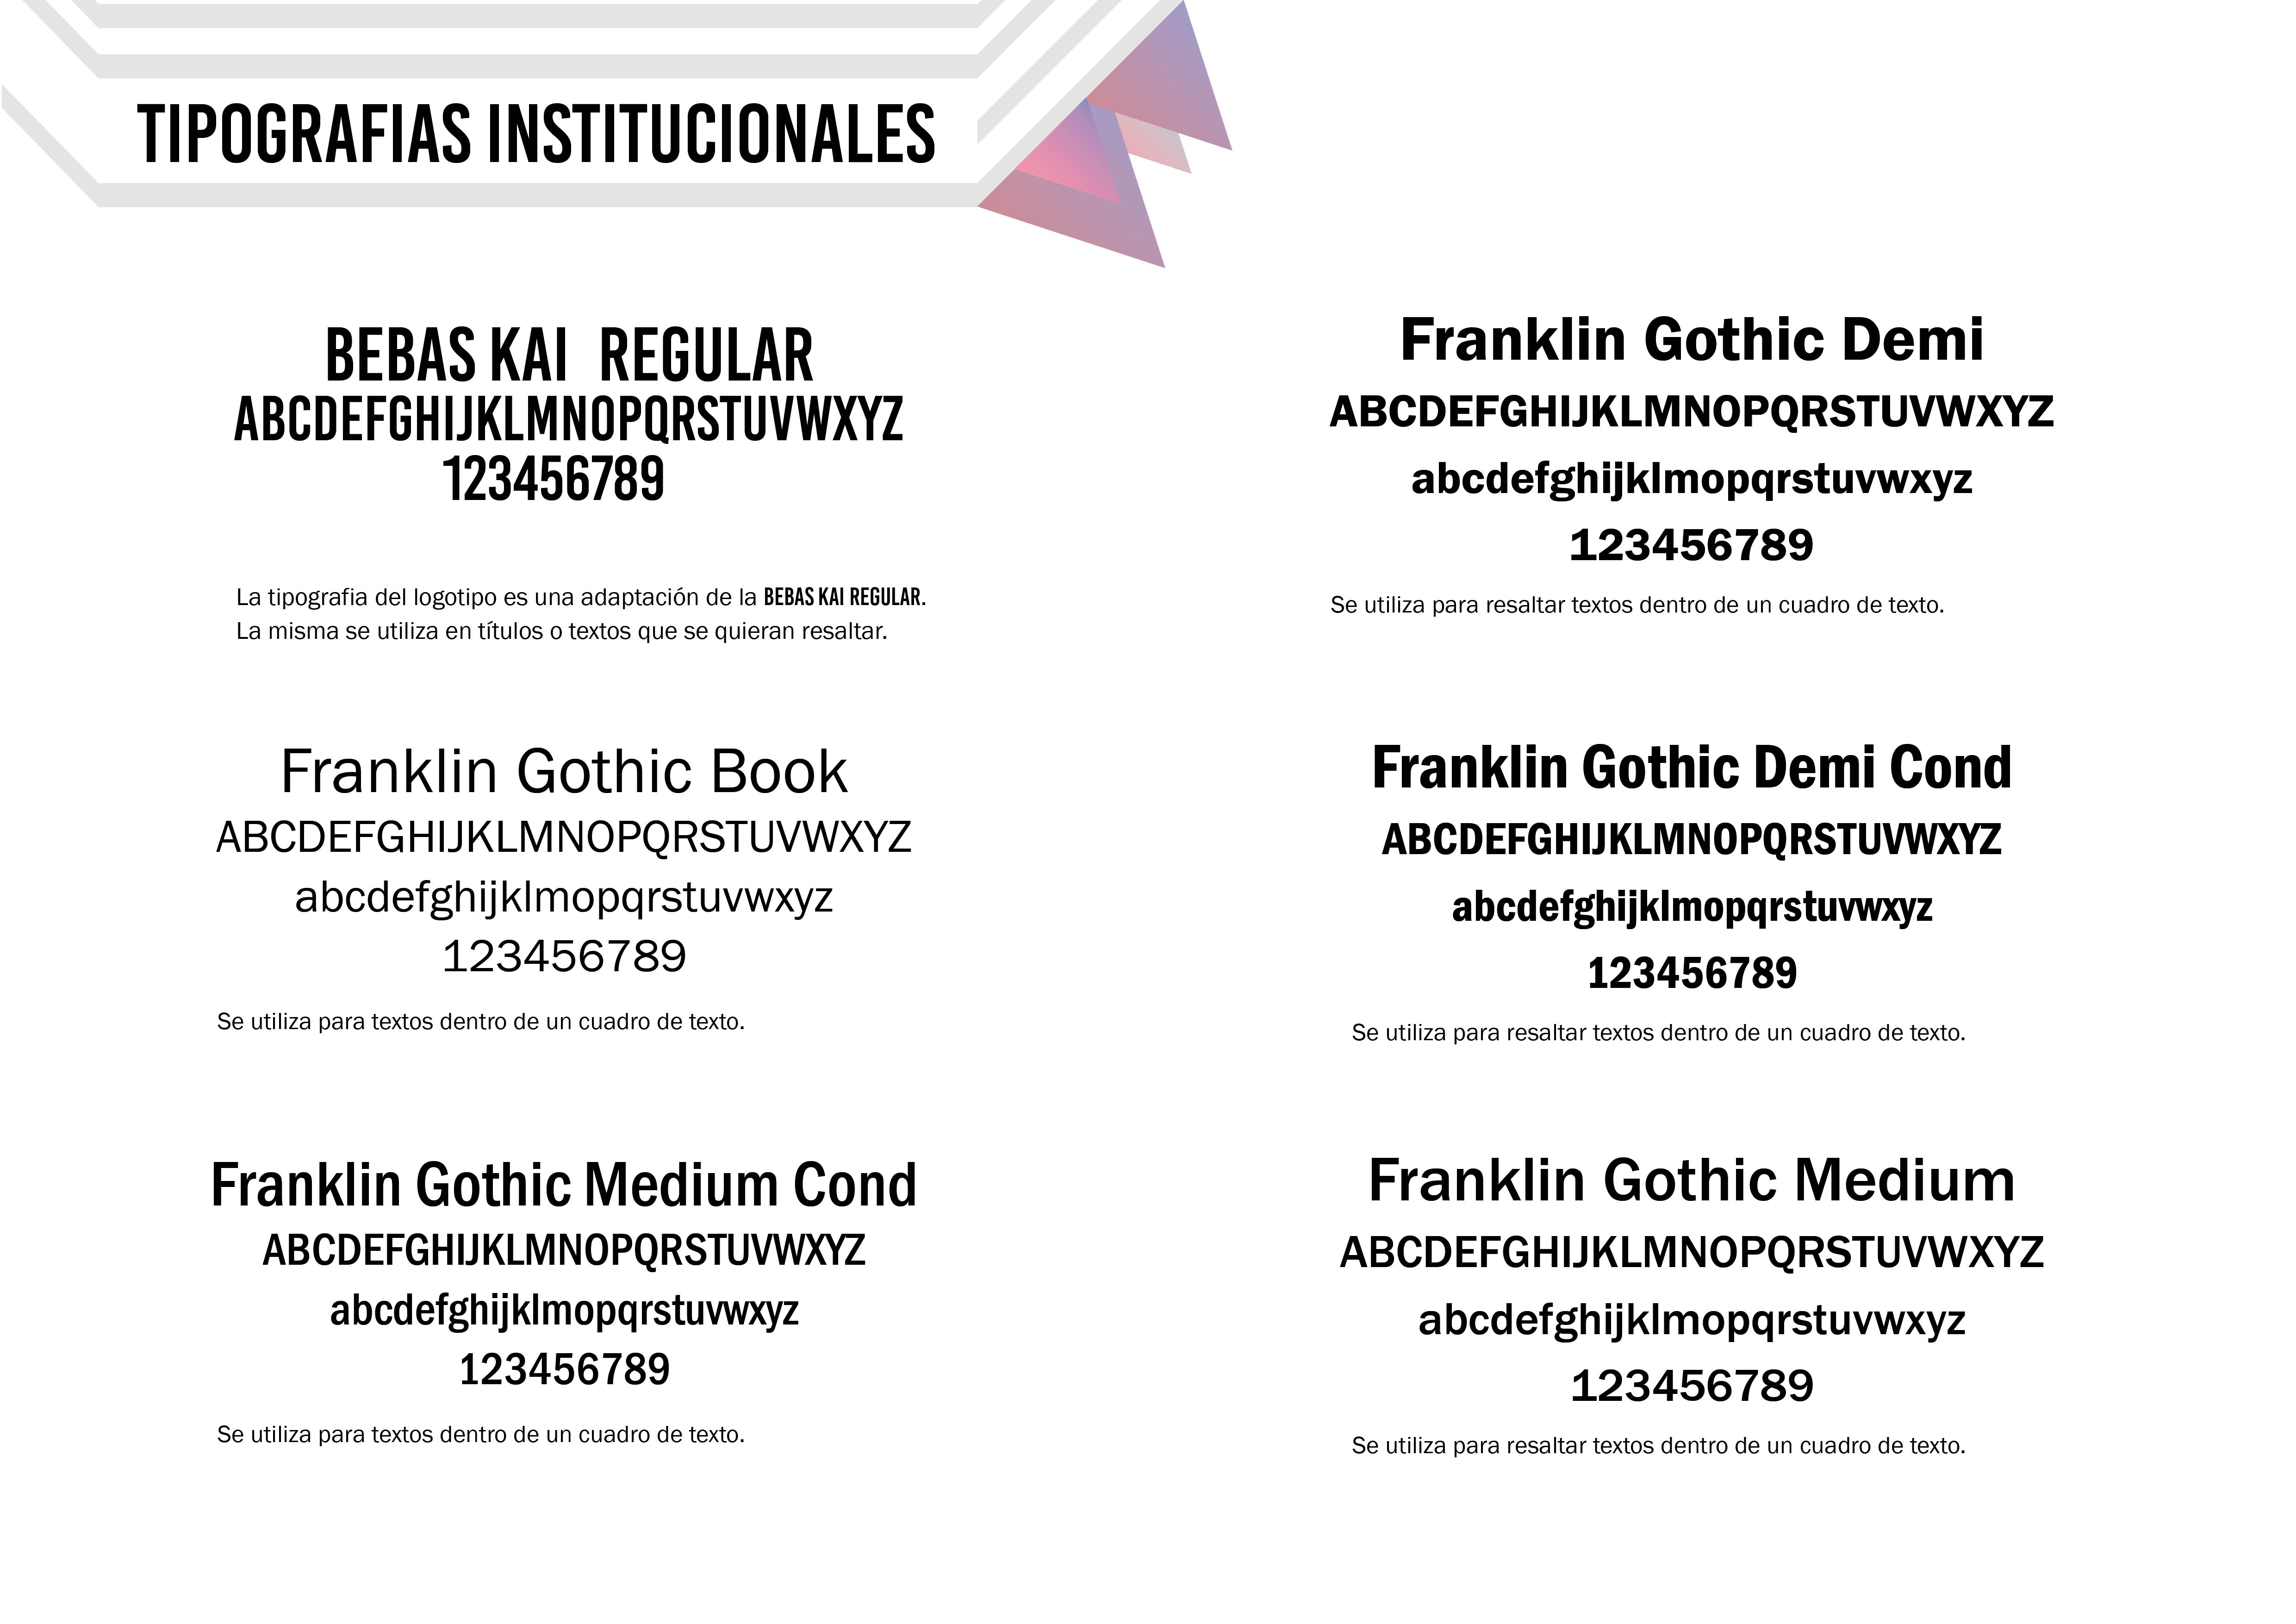 TIPOGRAFIAS INSTITUCIONALES
BEBAS KAI REGULAR
ABCDEFGHIJKLMNOPQRSTUVWXYZ
123456789
La tipografia del logotipo es una adaptación de la BEBAS KAI REGULAR.
La misma se utiliza en títulos o textos que se quieran resaltar.
Franklin Gothic Book
ABCDEFGHIJKLMNOPQRSTUVWXYZ
abcdefghijklmopqrstuvwxyz
123456789
Se utiliza para textos dentro de un cuadro de texto.
Franklin Gothic Medium Cond
ABCDEFGHIJKLMNOPQRSTUVWXYZ
abcdefghijklmopqrstuvwxyz
123456789
Se utiliza para textos dentro de un cuadro de texto.
Franklin Gothic Demi
ABCDEFGHIJKLMNOPQRSTUVWXYZ
abcdefghijklmopqrstuvwxyz
123456789
Se utiliza para resaltar textos dentro de un cuadro de texto.
Franklin Gothic Demi Cond
ABCDEFGHIJKLMNOPQRSTUVWXYZ
abcdefghijklmopqrstuvwxyz
123456789
Se utiliza para resaltar textos dentro de un cuadro de texto.
Franklin Gothic Medium
ABCDEFGHIJKLMNOPQRSTUVWXYZ
abcdefghijklmopqrstuvwxyz
123456789
Se utiliza para resaltar textos dentro de un cuadro de texto.